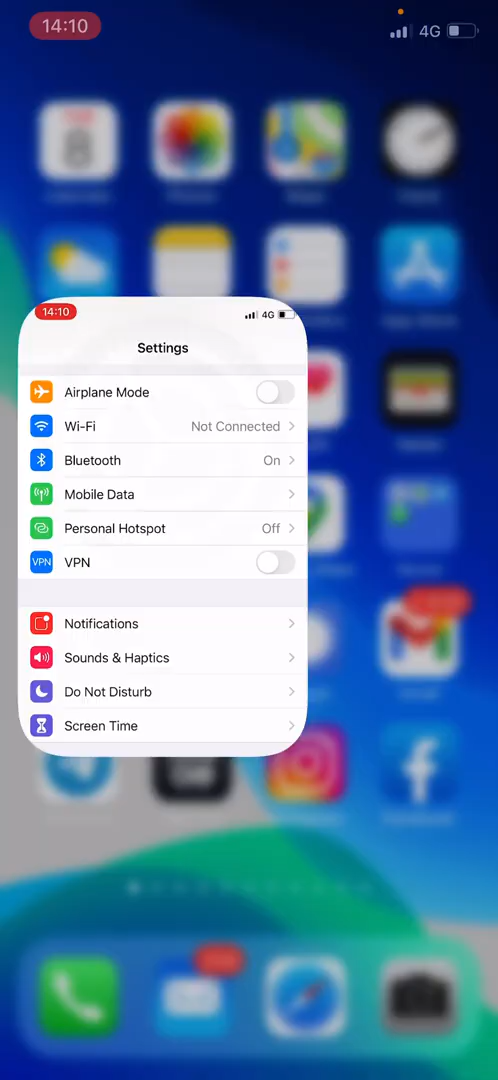 14:10
4G
14:10
4G
Settings
Airplane Mode
Wi-Fi Not Connected
Bluetooth On
Mobile Data
Personal Hotspot Off
VPN VPN
Notifications
Sounds & Haptics
Do Not Disturb
Screen Time